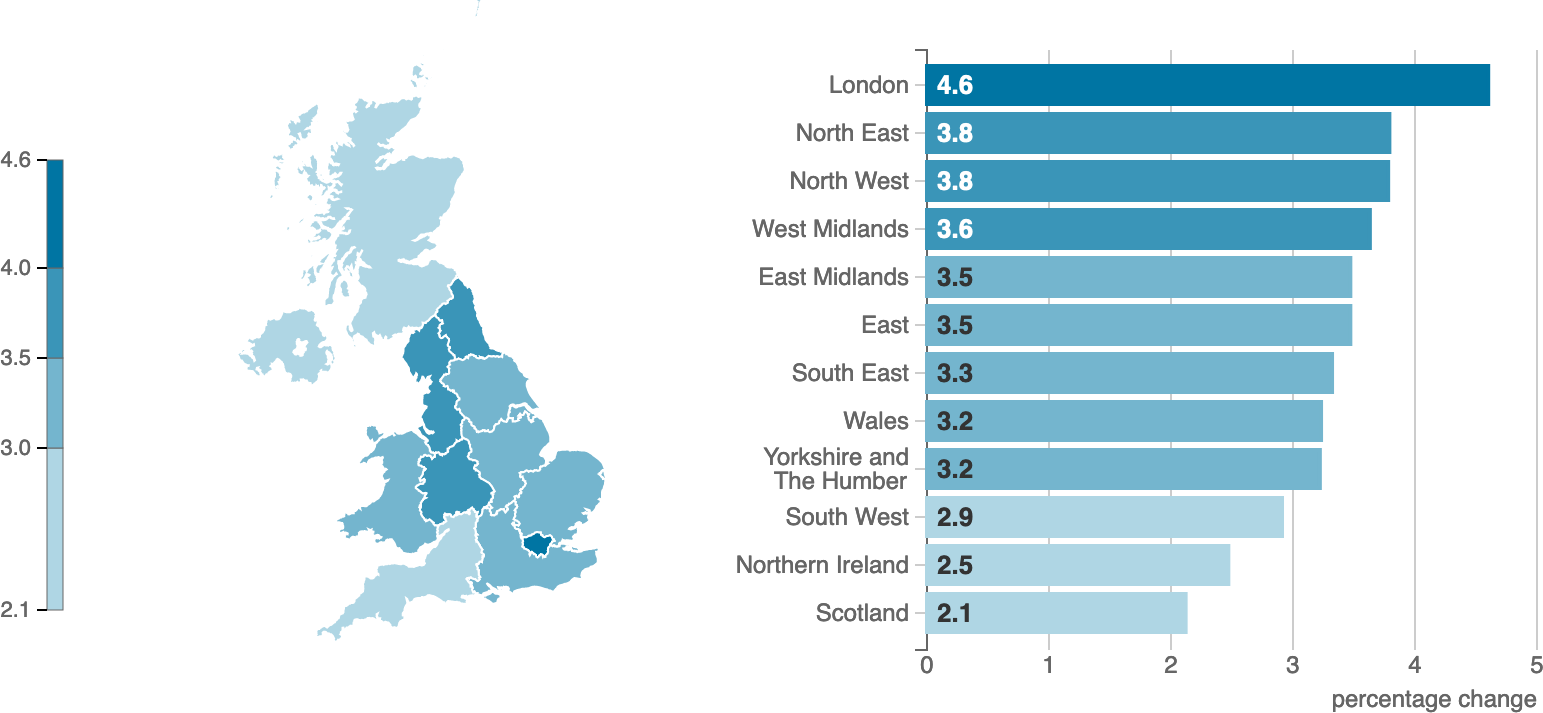 4.6
4.0
3.5
3.0
2.1
London 4.6
North East 3.8
North West 3.8
West Midlands 3.6
East Midlands 3.5
East 3.5
South East 3.3
Wales 3.2
Yorkshire and
The Humber 3.2
South West 2.9
Northern Ireland 2.5
Scotland 2.1
0 1 2 3 4 5
percentage change